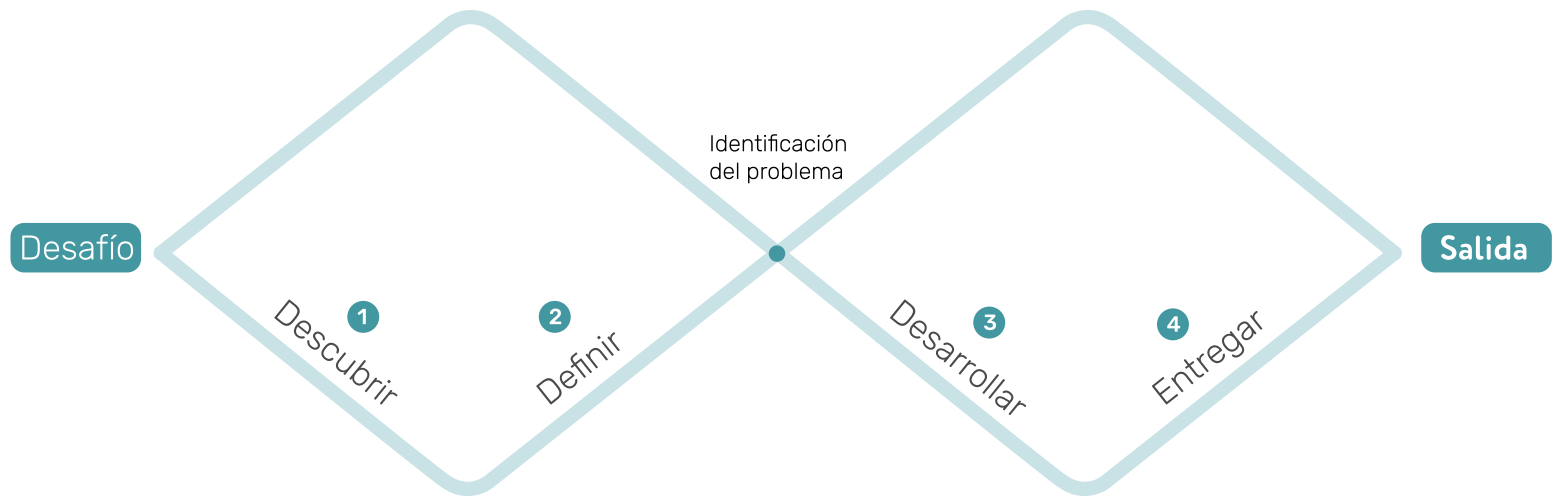 Identificación
del problema
Desafío
Salida
1
Descubrir
2
Definir
3
Desarrollar
4
Entregar